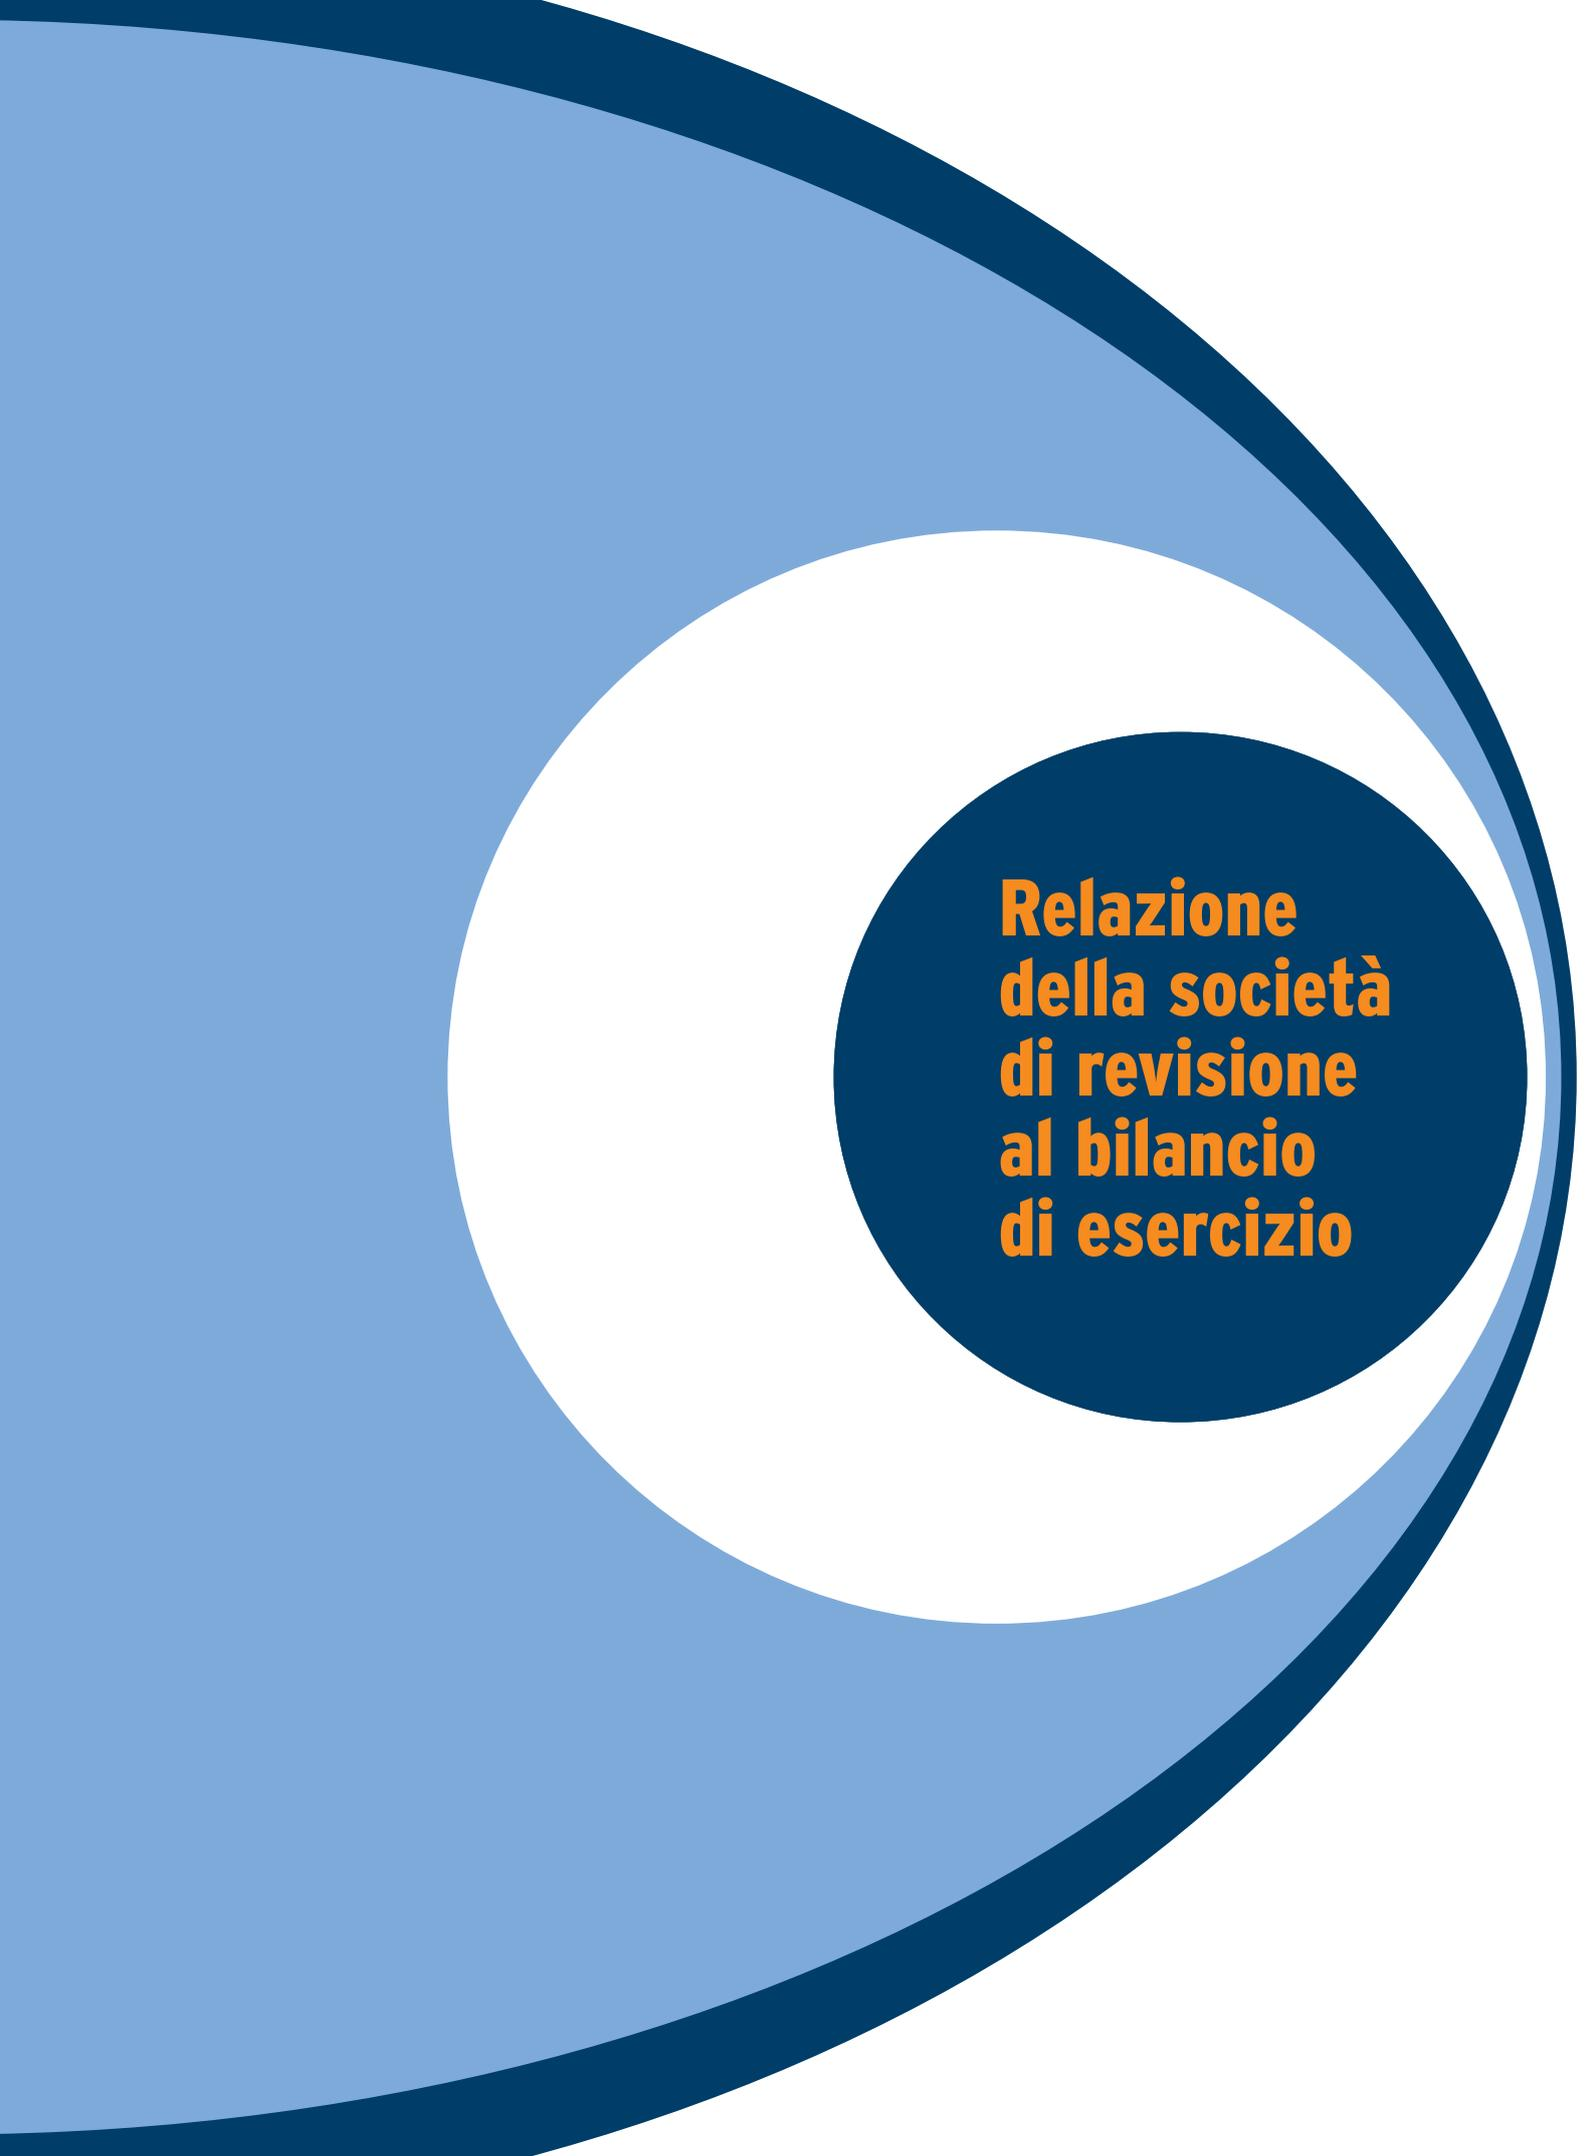 Relazione
della società
di revisione
al bilancio
di esercizio